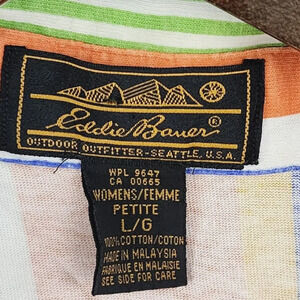 Eddie Bauer ®
OUTDOOR OUTFITTER-SEATTLE, U.S.A.
WPL 9647
CA 00665
WOMENS/FEMME
PETITE
L/G
100% COTTON/COTON
MADE IN MALAYSIA
FABRIQUE EN MALAISIE
SEE SIDE FOR CARE